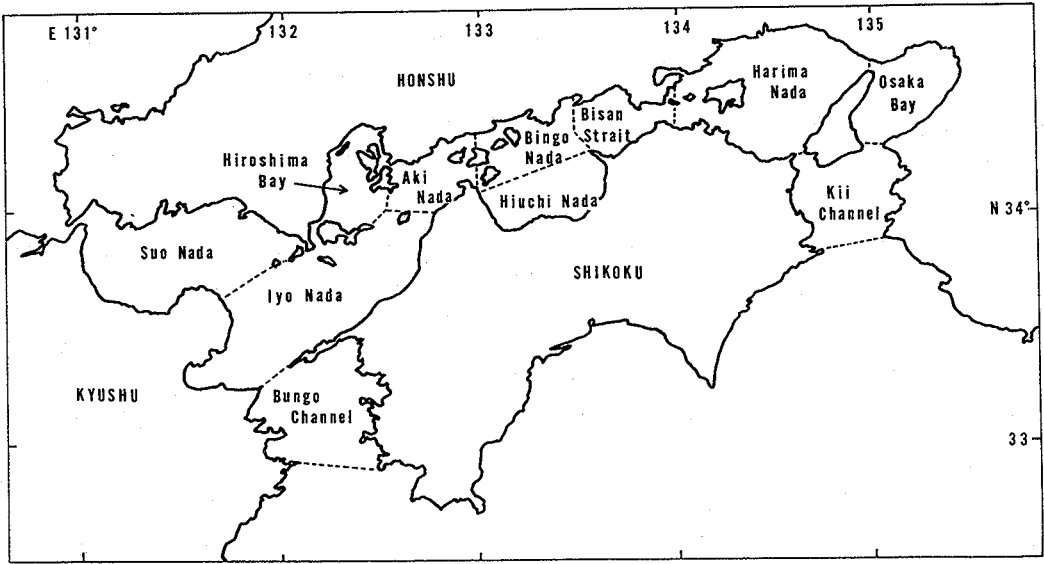 E 131° 132 133 134 135
HONSHU
Harima
Nada
Osaka
Bay
Bisan
Strait
Bingo
Nada
Hiroshima
Bay
Aki
Nada
Hiuchi Nada
Kii
Channel
N 34°
Suo Nada
Iyo Nada
SHIKOKU
KYUSHU
Bungo
Channel
33